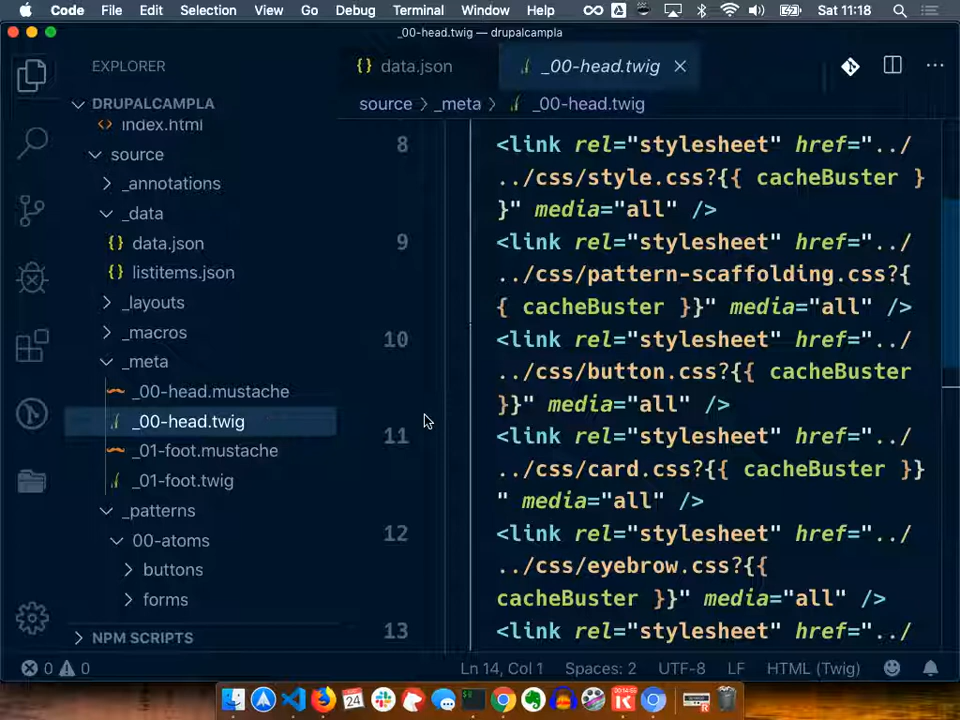 Code File Edit Selection View Go Debug Terminal Window Help Sat 11:18
_00-head.twig — drupalcampla
EXPLORER
DRUPALCAMPLA
index.html
source
_annotations
_data
data.json
listitems.json
_layouts
_macros
_meta
_00-head.mustache
_00-head.twig
_01-foot.mustache
_01-foot.twig
_patterns
00-atoms
buttons
forms
NPM SCRIPTS
data.json _00-head.twig
source _meta _00-head.twig
8 <link rel="stylesheet" href="../
../css/style.css?{{ cacheBuster }
}" media="all" />
9 <link rel="stylesheet" href="../
../css/pattern-scaffolding.css?{
{ cacheBuster }}" media="all" />
10 <link rel="stylesheet" href="../
../css/button.css?{{ cacheBuster
}}" media="all" />
11 <link rel="stylesheet" href="../
../css/card.css?{{ cacheBuster }}
" media="all" />
12 <link rel="stylesheet" href="../
../css/eyebrow.css?{{
cacheBuster }}" media="all" />
13 <link rel="stylesheet" href="../
0 0 Ln 14, Col 1 Spaces: 2 UTF-8 LF HTML (Twig)